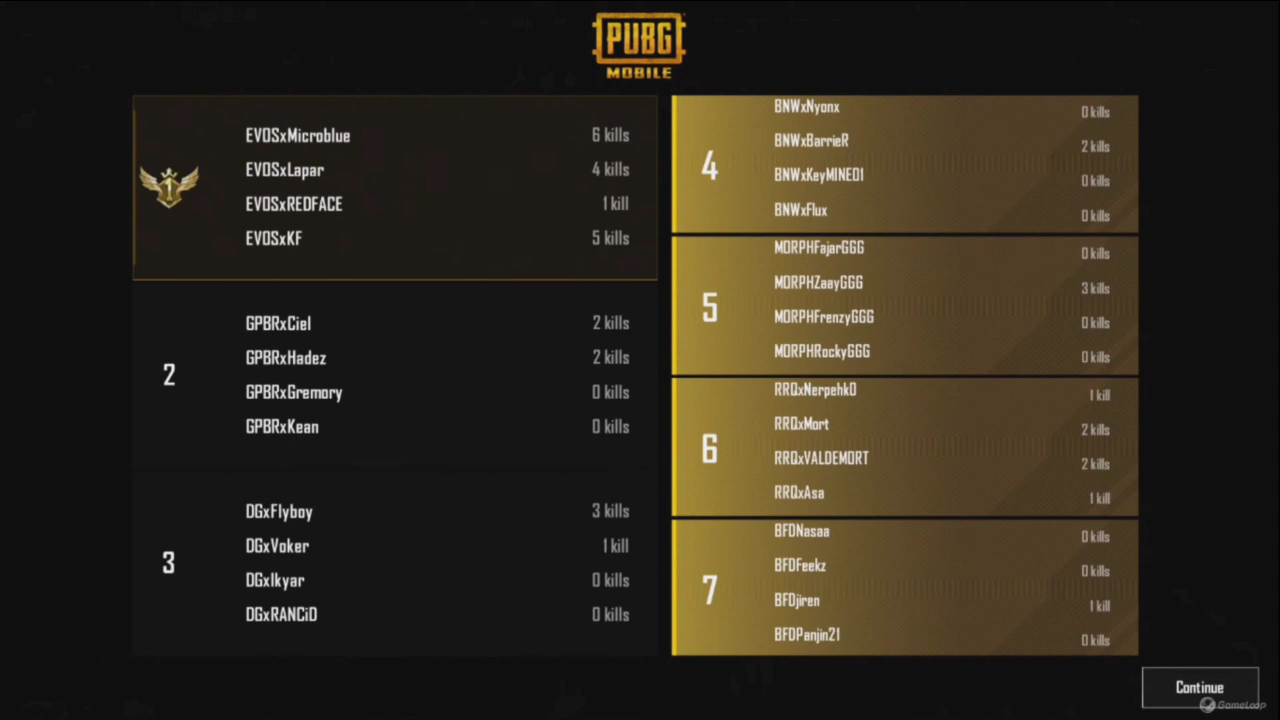 PUBG
MOBILE
1
EVOSxMicroblue 6 kills
EVOSxLapar 4 kills
EVOSxREDFACE 1 kill
EVOSxKF 5 kills
2
GPBRxCiel 2 kills
GPBRxHadez 2 kills
GPBRxGremory 0 kills
GPBRxKean 0 kills
3
DGxFlyboy 3 kills
DGxVoker 1 kill
DGxIkyar 0 kills
DGxRANCiD 0 kills
4
BNWxNyonx 0 kills
BNWxBarrieR 2 kills
BNWxKeyMINE01 0 kills
BNWxFlux 0 kills
5
MORPHFajarGGG 0 kills
MORPHZaayGGG 3 kills
MORPHFrenzyGGG 0 kills
MORPHRockyGGG 0 kills
6
RRQxNerpehkO 1 kill
RRQxMort 2 kills
RRQxVALDEMORT 2 kills
RRQxAsa 1 kill
7
BFDNasaa 0 kills
BFDFeekz 0 kills
BFDjiren 1 kill
BFDPanjin21 0 kills
Continue
GameLoop